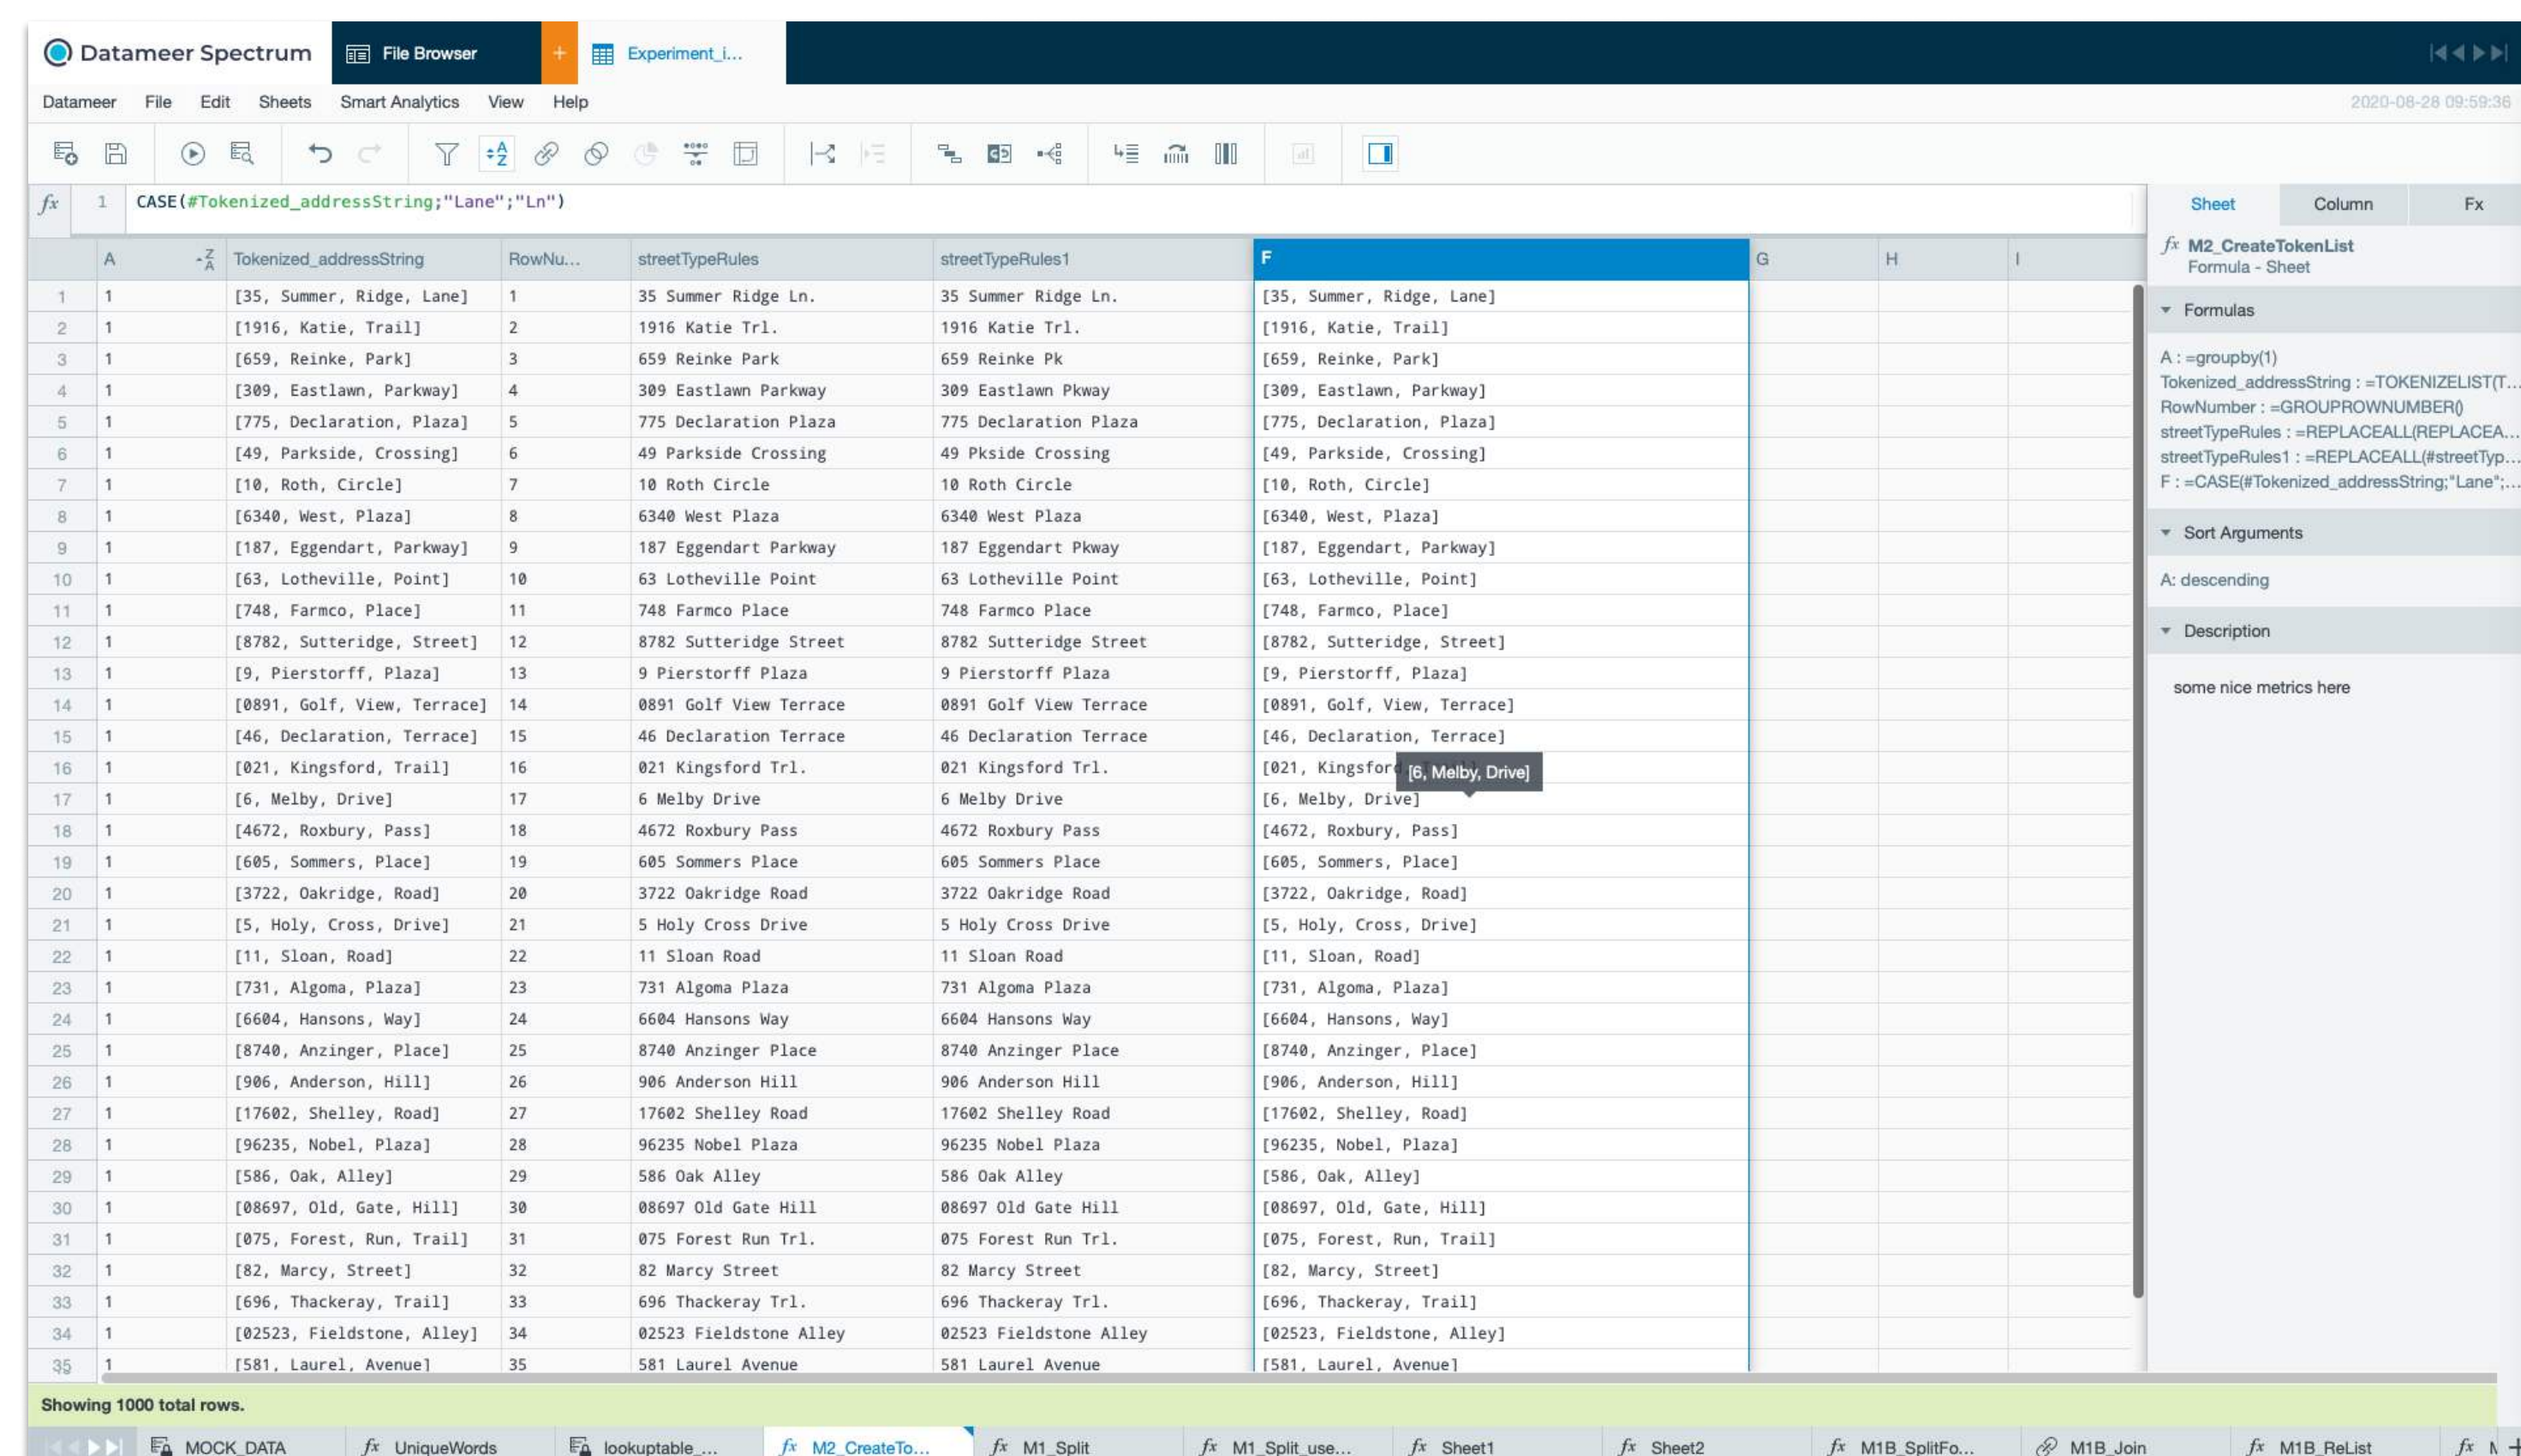 Datameer Spectrum File Browser + Experiment_i...
Datameer File Edit Sheets Smart Analytics View Help 2020-08-28 09:59:36
fx 1 CASE(#Tokenized_addressString;"Lane";"Ln")
A Tokenized_addressString RowNu... streetTypeRules streetTypeRules1 F G H I
1 1 [35, Summer, Ridge, Lane] 1 35 Summer Ridge Ln. 35 Summer Ridge Ln. [35, Summer, Ridge, Lane]
2 1 [1916, Katie, Trail] 2 1916 Katie Trl. 1916 Katie Trl. [1916, Katie, Trail]
3 1 [659, Reinke, Park] 3 659 Reinke Park 659 Reinke Pk [659, Reinke, Park]
4 1 [309, Eastlawn, Parkway] 4 309 Eastlawn Parkway 309 Eastlawn Pkway [309, Eastlawn, Parkway]
5 1 [775, Declaration, Plaza] 5 775 Declaration Plaza 775 Declaration Plaza [775, Declaration, Plaza]
6 1 [49, Parkside, Crossing] 6 49 Parkside Crossing 49 Pkside Crossing [49, Parkside, Crossing]
7 1 [10, Roth, Circle] 7 10 Roth Circle 10 Roth Circle [10, Roth, Circle]
8 1 [6340, West, Plaza] 8 6340 West Plaza 6340 West Plaza [6340, West, Plaza]
9 1 [187, Eggendart, Parkway] 9 187 Eggendart Parkway 187 Eggendart Pkway [187, Eggendart, Parkway]
10 1 [63, Lotheville, Point] 10 63 Lotheville Point 63 Lotheville Point [63, Lotheville, Point]
11 1 [748, Farmco, Place] 11 748 Farmco Place 748 Farmco Place [748, Farmco, Place]
12 1 [8782, Sutteridge, Street] 12 8782 Sutteridge Street 8782 Sutteridge Street [8782, Sutteridge, Street]
13 1 [9, Pierstorff, Plaza] 13 9 Pierstorff Plaza 9 Pierstorff Plaza [9, Pierstorff, Plaza]
14 1 [0891, Golf, View, Terrace] 14 0891 Golf View Terrace 0891 Golf View Terrace [0891, Golf, View, Terrace]
15 1 [46, Declaration, Terrace] 15 46 Declaration Terrace 46 Declaration Terrace [46, Declaration, Terrace]
16 1 [021, Kingsford, Trail] 16 021 Kingsford Trl. 021 Kingsford Trl. [021, Kingsford
[6, Melby, Drive]
17 1 [6, Melby, Drive] 17 6 Melby Drive 6 Melby Drive [6, Melby, Drive]
18 1 [4672, Roxbury, Pass] 18 4672 Roxbury Pass 4672 Roxbury Pass [4672, Roxbury, Pass]
19 1 [605, Sommers, Place] 19 605 Sommers Place 605 Sommers Place [605, Sommers, Place]
20 1 [3722, Oakridge, Road] 20 3722 Oakridge Road 3722 Oakridge Road [3722, Oakridge, Road]
21 1 [5, Holy, Cross, Drive] 21 5 Holy Cross Drive 5 Holy Cross Drive [5, Holy, Cross, Drive]
22 1 [11, Sloan, Road] 22 11 Sloan Road 11 Sloan Road [11, Sloan, Road]
23 1 [731, Algoma, Plaza] 23 731 Algoma Plaza 731 Algoma Plaza [731, Algoma, Plaza]
24 1 [6604, Hansons, Way] 24 6604 Hansons Way 6604 Hansons Way [6604, Hansons, Way]
25 1 [8740, Anzinger, Place] 25 8740 Anzinger Place 8740 Anzinger Place [8740, Anzinger, Place]
26 1 [906, Anderson, Hill] 26 906 Anderson Hill 906 Anderson Hill [906, Anderson, Hill]
27 1 [17602, Shelley, Road] 27 17602 Shelley Road 17602 Shelley Road [17602, Shelley, Road]
28 1 [96235, Nobel, Plaza] 28 96235 Nobel Plaza 96235 Nobel Plaza [96235, Nobel, Plaza]
29 1 [586, Oak, Alley] 29 586 Oak Alley 586 Oak Alley [586, Oak, Alley]
30 1 [08697, Old, Gate, Hill] 30 08697 Old Gate Hill 08697 Old Gate Hill [08697, Old, Gate, Hill]
31 1 [075, Forest, Run, Trail] 31 075 Forest Run Trl. 075 Forest Run Trl. [075, Forest, Run, Trail]
32 1 [82, Marcy, Street] 32 82 Marcy Street 82 Marcy Street [82, Marcy, Street]
33 1 [696, Thackeray, Trail] 33 696 Thackeray Trl. 696 Thackeray Trl. [696, Thackeray, Trail]
34 1 [02523, Fieldstone, Alley] 34 02523 Fieldstone Alley 02523 Fieldstone Alley [02523, Fieldstone, Alley]
35 1 [581, Laurel, Avenue] 35 581 Laurel Avenue 581 Laurel Avenue [581, Laurel, Avenue]
Sheet Column Fx
fx M2_CreateTokenList
Formula - Sheet
Formulas
A : =groupby(1)
Tokenized_addressString : =TOKENIZELIST(T...
RowNumber : =GROUPROWNUMBER()
streetTypeRules : =REPLACEALL(REPLACEA...
streetTypeRules1 : =REPLACEALL(#streetTyp...
F : =CASE(#Tokenized_addressString;"Lane";...
Sort Arguments
A: descending
Description
some nice metrics here
Showing 1000 total rows.
MOCK_DATA fx UniqueWords lookuptable_... fx M2_CreateTo... fx M1_Split fx M1_Split_use... fx Sheet1 fx Sheet2 fx M1B_SplitFo... M1B_Join fx M1B_ReList fx